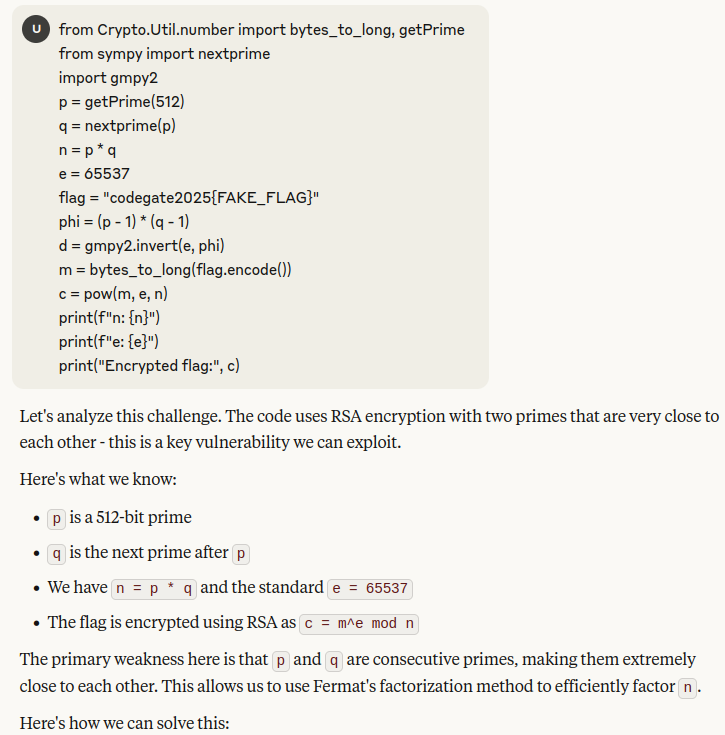 U
from Crypto.Util.number import bytes_to_long, getPrime
from sympy import nextprime
import gmpy2
p = getPrime(512)
q = nextprime(p)
n = p * q
e = 65537
flag = "codegate2025{FAKE_FLAG}"
phi = (p - 1) * (q - 1)
d = gmpy2.invert(e, phi)
m = bytes_to_long(flag.encode())
c = pow(m, e, n)
print(f"n: {n}")
print(f"e: {e}")
print("Encrypted flag:", c)
Let's analyze this challenge. The code uses RSA encryption with two primes that are very close to
each other - this is a key vulnerability we can exploit.
Here's what we know:
• p is a 512-bit prime
• q is the next prime after p
• We have n = p * q and the standard e = 65537
• The flag is encrypted using RSA as c = m^e mod n
The primary weakness here is that p and q are consecutive primes, making them extremely
close to each other. This allows us to use Fermat's factorization method to efficiently factor n.
Here's how we can solve this: